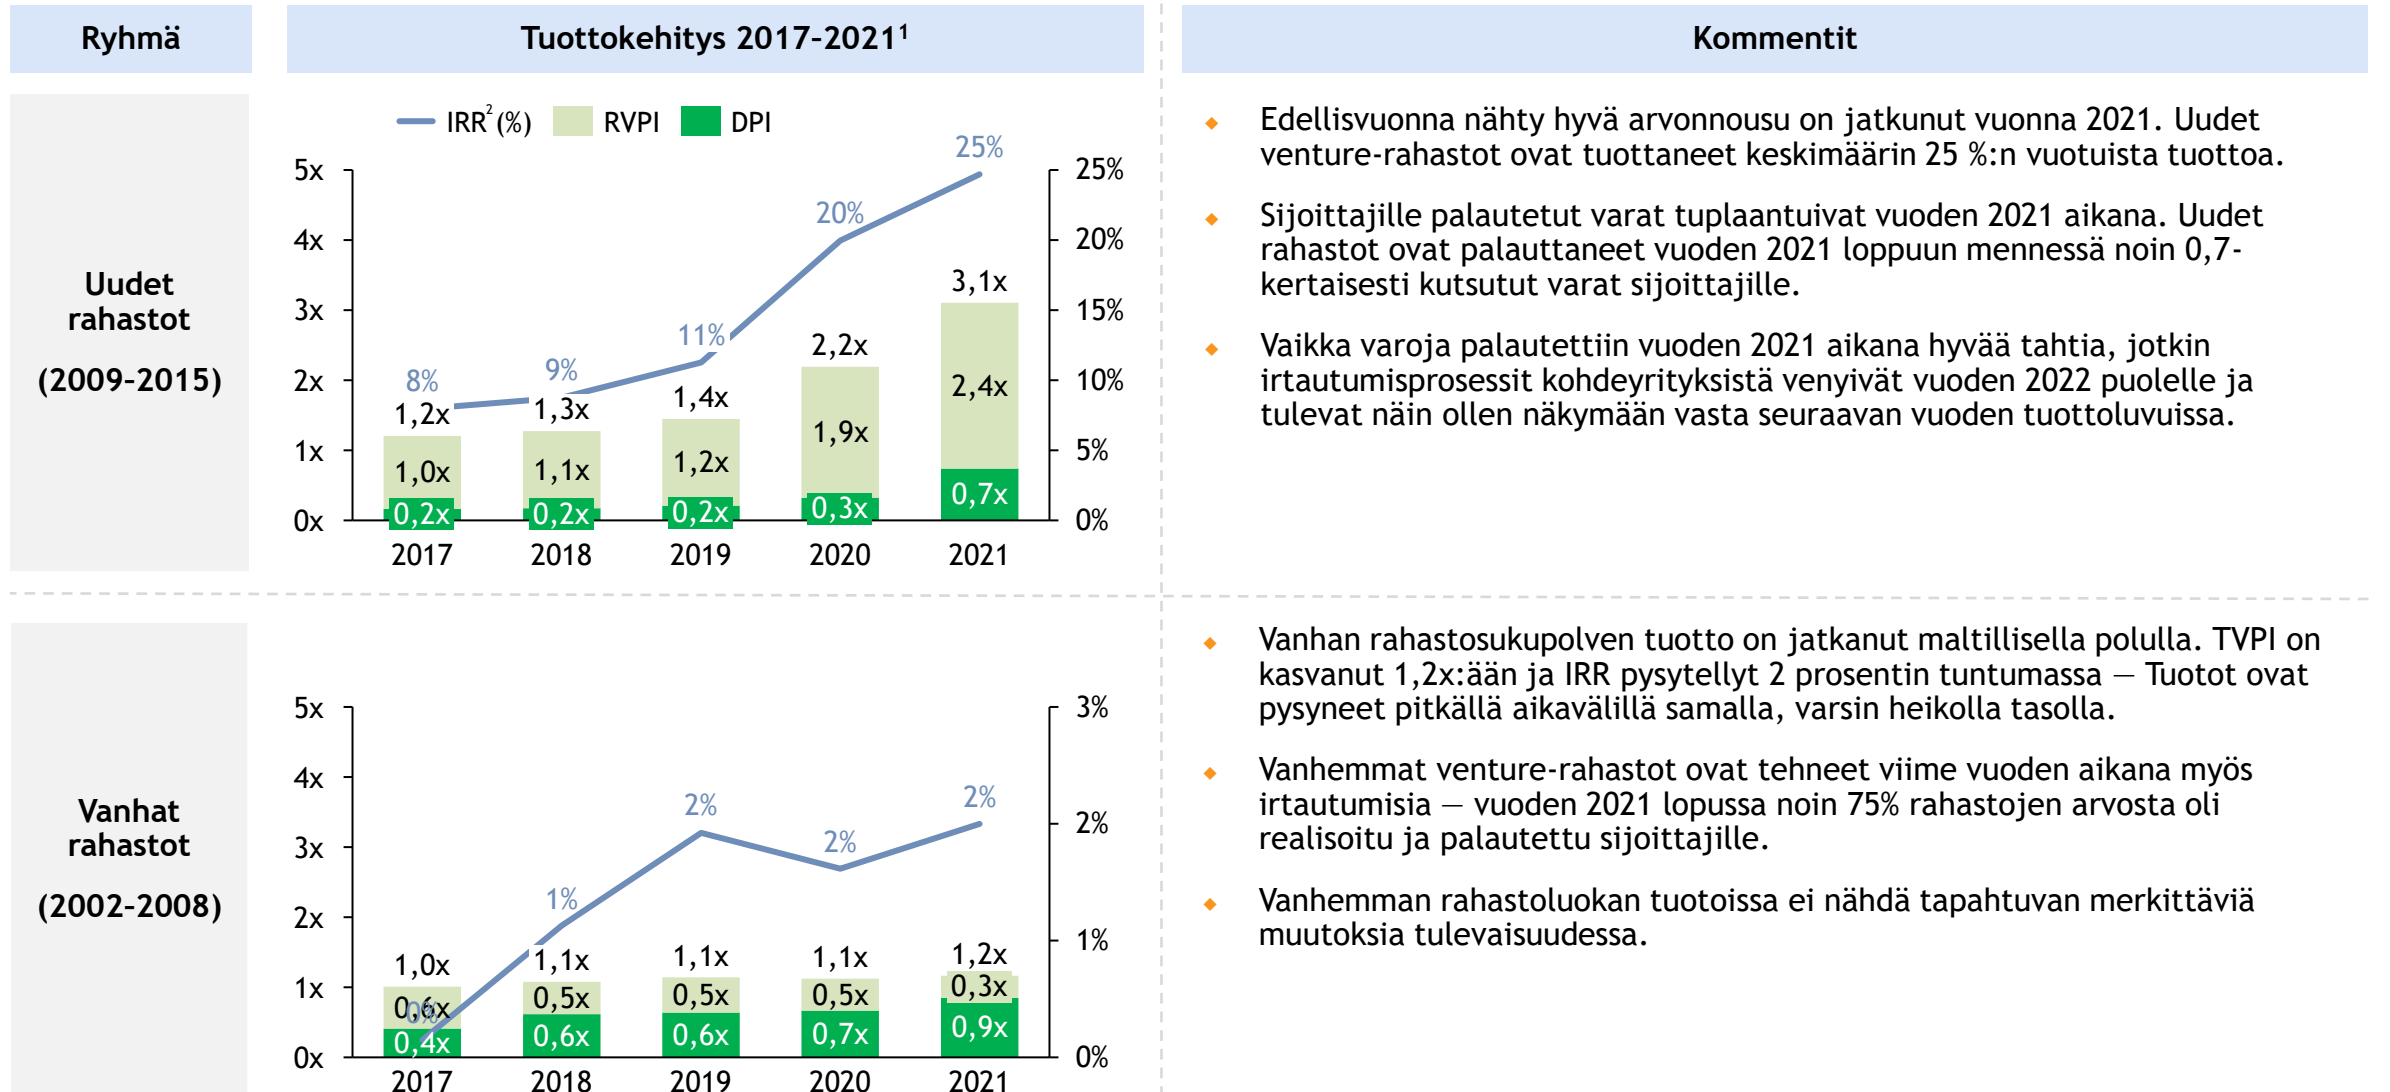 Ryhmä
Tuottokehitys 2017–2021¹
Kommentit
Uudet
rahastot
(2009–2015)
IRR² (%)
RVPI
DPI
5x
4x
3x
2x
1x
0x
25%
20%
15%
10%
5%
0%
8%
9%
11%
20%
25%
1,2x
1,3x
1,4x
2,2x
3,1x
1,0x
1,1x
1,2x
1,9x
2,4x
0,2x
0,2x
0,2x
0,3x
0,7x
2017
2018
2019
2020
2021
Edellisvuonna nähty hyvä arvonnousu on jatkunut vuonna 2021. Uudet
venture-rahastot ovat tuottaneet keskimäärin 25 %:n vuotuista tuottoa.
Sijoittajille palautetut varat tuplaantuivat vuoden 2021 aikana. Uudet
rahastot ovat palauttaneet vuoden 2021 loppuun mennessä noin 0,7-
kertaisesti kutsutut varat sijoittajille.
Vaikka varoja palautettiin vuoden 2021 aikana hyvää tahtia, jotkin
irtautumisprosessit kohdeyrityksistä venyivät vuoden 2022 puolelle ja
tulevat näin ollen näkymään vasta seuraavan vuoden tuottoluvuissa.
Vanhat
rahastot
(2002–2008)
5x
4x
3x
2x
1x
0x
3%
2%
1%
0%
0%
1%
2%
2%
2%
1,0x
1,1x
1,1x
1,1x
1,2x
0,6x
0,5x
0,5x
0,5x
0,3x
0,4x
0,6x
0,6x
0,7x
0,9x
2017
2018
2019
2020
2021
Vanhan rahastosukupolven tuotto on jatkanut maltillisella polulla. TVPI on
kasvanut 1,2x:ään ja IRR pysytellyt 2 prosentin tuntumassa — Tuotot ovat
pysyneet pitkällä aikavälillä samalla, varsin heikolla tasolla.
Vanhemmat venture-rahastot ovat tehneet viime vuoden aikana myös
irtautumisia — vuoden 2021 lopussa noin 75% rahastojen arvosta oli
realisoitu ja palautettu sijoittajille.
Vanhemman rahastoluokan tuotoissa ei nähdä tapahtuvan merkittäviä
muutoksia tulevaisuudessa.